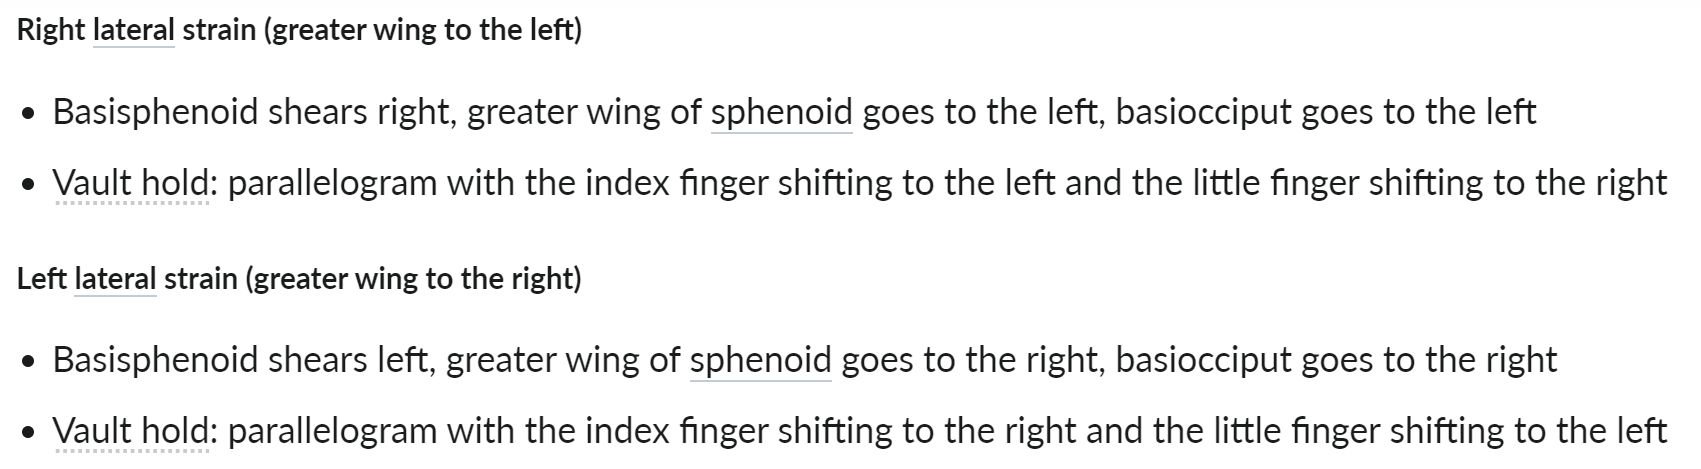 Right lateral strain (greater wing to the left)
• Basisphenoid shears right, greater wing of sphenoid goes to the left, basiocciput goes to the left
• Vault hold: parallelogram with the index finger shifting to the left and the little finger shifting to the right
Left lateral strain (greater wing to the right)
• Basisphenoid shears left, greater wing of sphenoid goes to the right, basiocciput goes to the right
• Vault hold: parallelogram with the index finger shifting to the right and the little finger shifting to the left